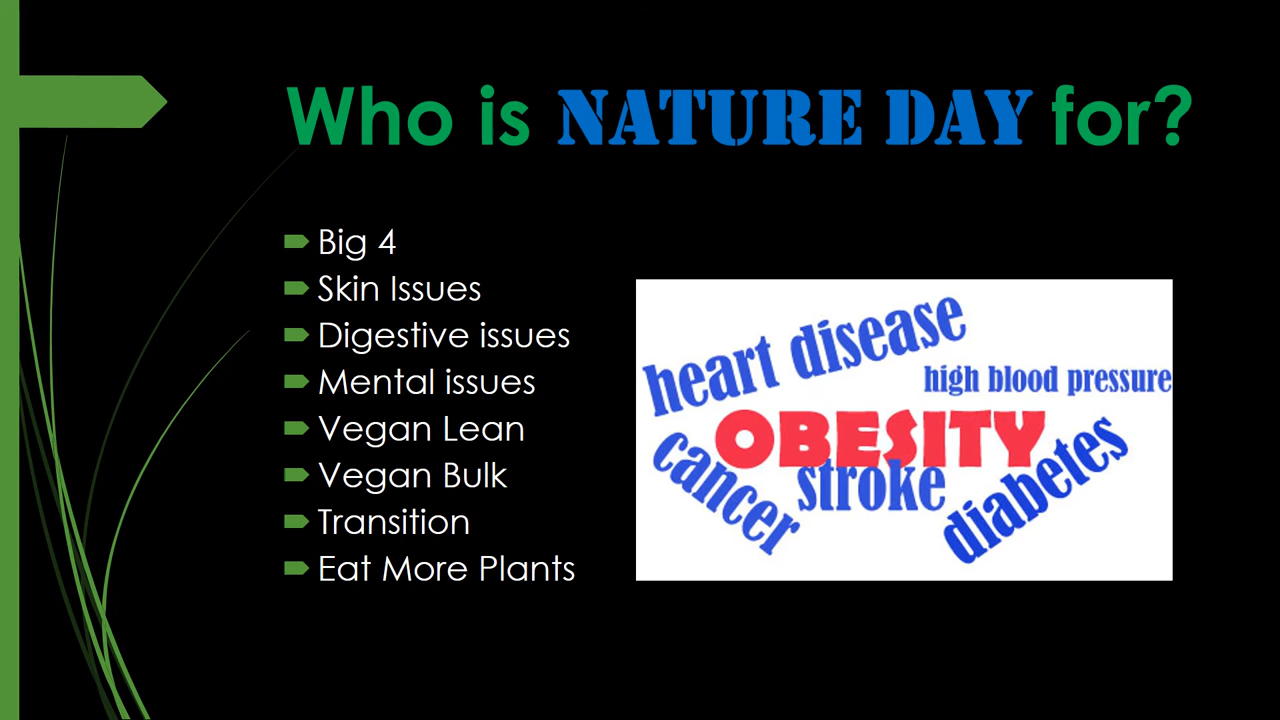 Who is NATURE DAY for?
Big 4
Skin Issues
Digestive issues
Mental issues
Vegan Lean
Vegan Bulk
Transition
Eat More Plants
heart disease
high blood pressure
OBESITY
cancer
stroke
diabetes